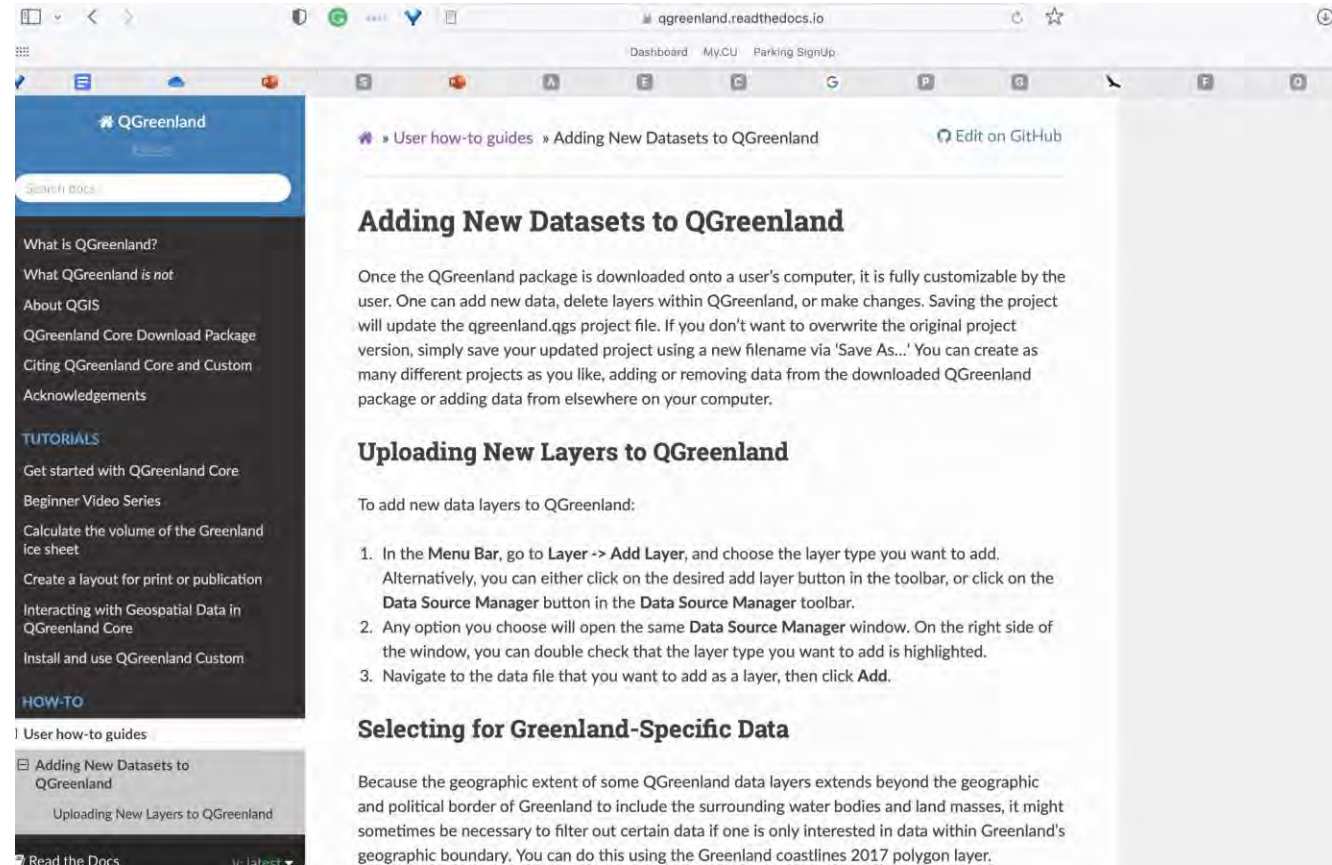 qgreenland.readthedocs.io
Dashboard My.CU Parking SignUp
QGreenland
Search docs
What is QGreenland?
What QGreenland is not
About QGIS
QGreenland Core Download Package
Citing QGreenland Core and Custom
Acknowledgements
TUTORIALS
Get started with QGreenland Core
Beginner Video Series
Calculate the volume of the Greenland
ice sheet
Create a layout for print or publication
Interacting with Geospatial Data in
QGreenland Core
Install and use QGreenland Custom
HOW-TO
User how-to guides
Adding New Datasets to
QGreenland
Uploading New Layers to QGreenland
Read the Docs v: latest
» User how-to guides » Adding New Datasets to QGreenland Edit on GitHub
Adding New Datasets to QGreenland
Once the QGreenland package is downloaded onto a user's computer, it is fully customizable by the
user. One can add new data, delete layers within QGreenland, or make changes. Saving the project
will update the qgreenland.qgs project file. If you don't want to overwrite the original project
version, simply save your updated project using a new filename via 'Save As...' You can create as
many different projects as you like, adding or removing data from the downloaded QGreenland
package or adding data from elsewhere on your computer.
Uploading New Layers to QGreenland
To add new data layers to QGreenland:
1. In the Menu Bar, go to Layer -> Add Layer, and choose the layer type you want to add.
Alternatively, you can either click on the desired add layer button in the toolbar, or click on the
Data Source Manager button in the Data Source Manager toolbar.
2. Any option you choose will open the same Data Source Manager window. On the right side of
the window, you can double check that the layer type you want to add is highlighted.
3. Navigate to the data file that you want to add as a layer, then click Add.
Selecting for Greenland-Specific Data
Because the geographic extent of some QGreenland data layers extends beyond the geographic
and political border of Greenland to include the surrounding water bodies and land masses, it might
sometimes be necessary to filter out certain data if one is only interested in data within Greenland's
geographic boundary. You can do this using the Greenland coastlines 2017 polygon layer.